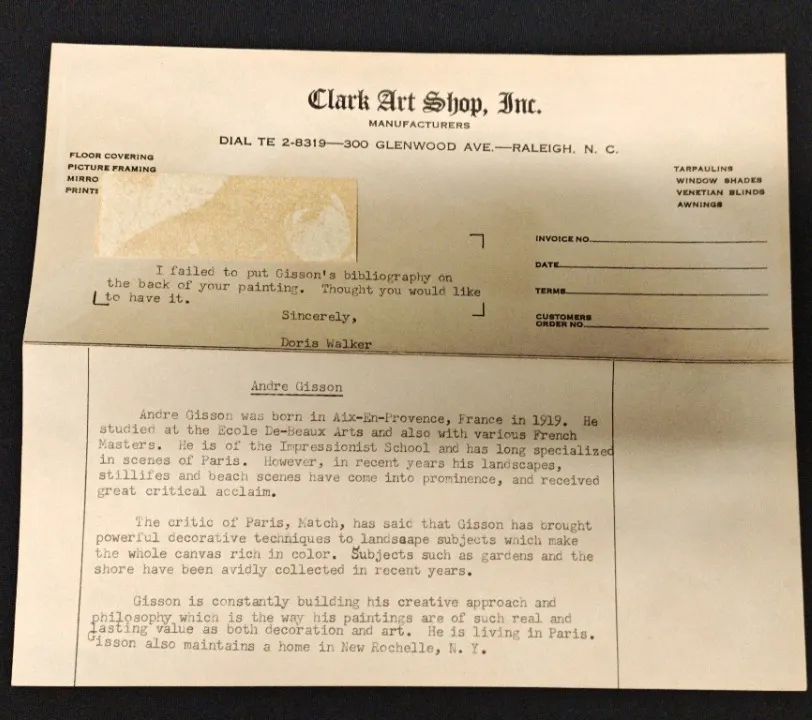 Clark Art Shop, Inc.
MANUFACTURERS
DIAL TE 2-8319—300 GLENWOOD AVE.—RALEIGH, N. C.
FLOOR COVERING
PICTURE FRAMING
MIRRO
PRINTS
TARPAULINS
WINDOW SHADES
VENETIAN BLINDS
AWNINGS
INVOICE NO.
DATE
TERMS
CUSTOMERS
ORDER NO.
I failed to put Gisson's bibliography on
the back of your painting. Thought you would like
to have it.
Sincerely,
Doris Walker
Andre Gisson
Andre Gisson was born in Aix-En-Provence, France in 1919. He
studied at the Ecole De-Beaux Arts and also with various French
Masters. He is of the Impressionist School and has long specialized
in scenes of Paris. However, in recent years his landscapes,
stillifes and beach scenes have come into prominence, and received
great critical acclaim.
The critic of Paris, Match, has said that Gisson has brought
powerful decorative techniques to landsaape subjects which make
the whole canvas rich in color. Subjects such as gardens and the
shore have been avidly collected in recent years.
Gisson is constantly building his creative approach and
philosophy which is the way his paintings are of such real and
lasting value as both decoration and art. He is living in Paris.
Gisson also maintains a home in New Rochelle, N. Y.